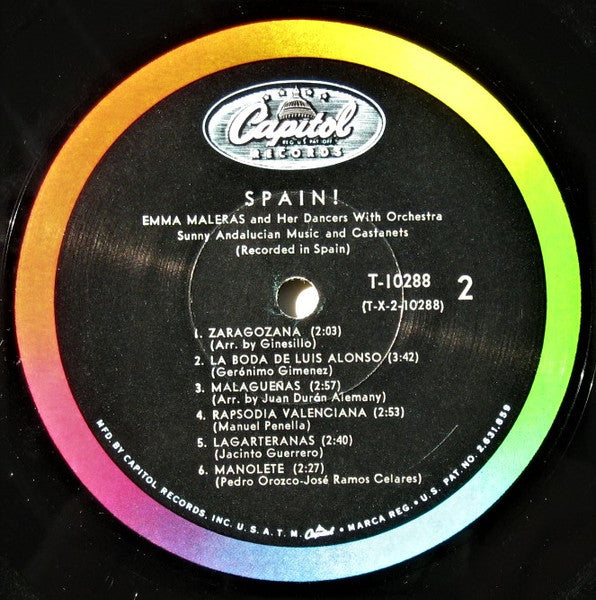 Capitol
REG. U.S. PAT. OFF.
RECORDS
SPAIN!
EMMA MALERAS and Her Dancers With Orchestra
Sunny Andalucian Music and Castanets
(Recorded in Spain)
T-10288
2
(T-X-2-10288)
1. ZARAGOZANA (2:03)
(Arr. by Ginesillo)
2. LA BODA DE LUIS ALONSO (3:42)
(Gerónimo Gimenez)
3. MALAGUEÑAS (2:57)
(Arr. by Juan Durán Alemany)
4. RAPSODIA VALENCIANA (2:53)
(Manuel Penella)
5. LAGARTERANAS (2:40)
(Jacinto Guerrero)
6. MANOLETE (2:27)
(Pedro Orozco-José Ramos Celares)
MFD. BY CAPITOL RECORDS, INC. U. S. A. T. M. Capitol • MARCA REG. • U. S. PAT. NO. 2,631,859